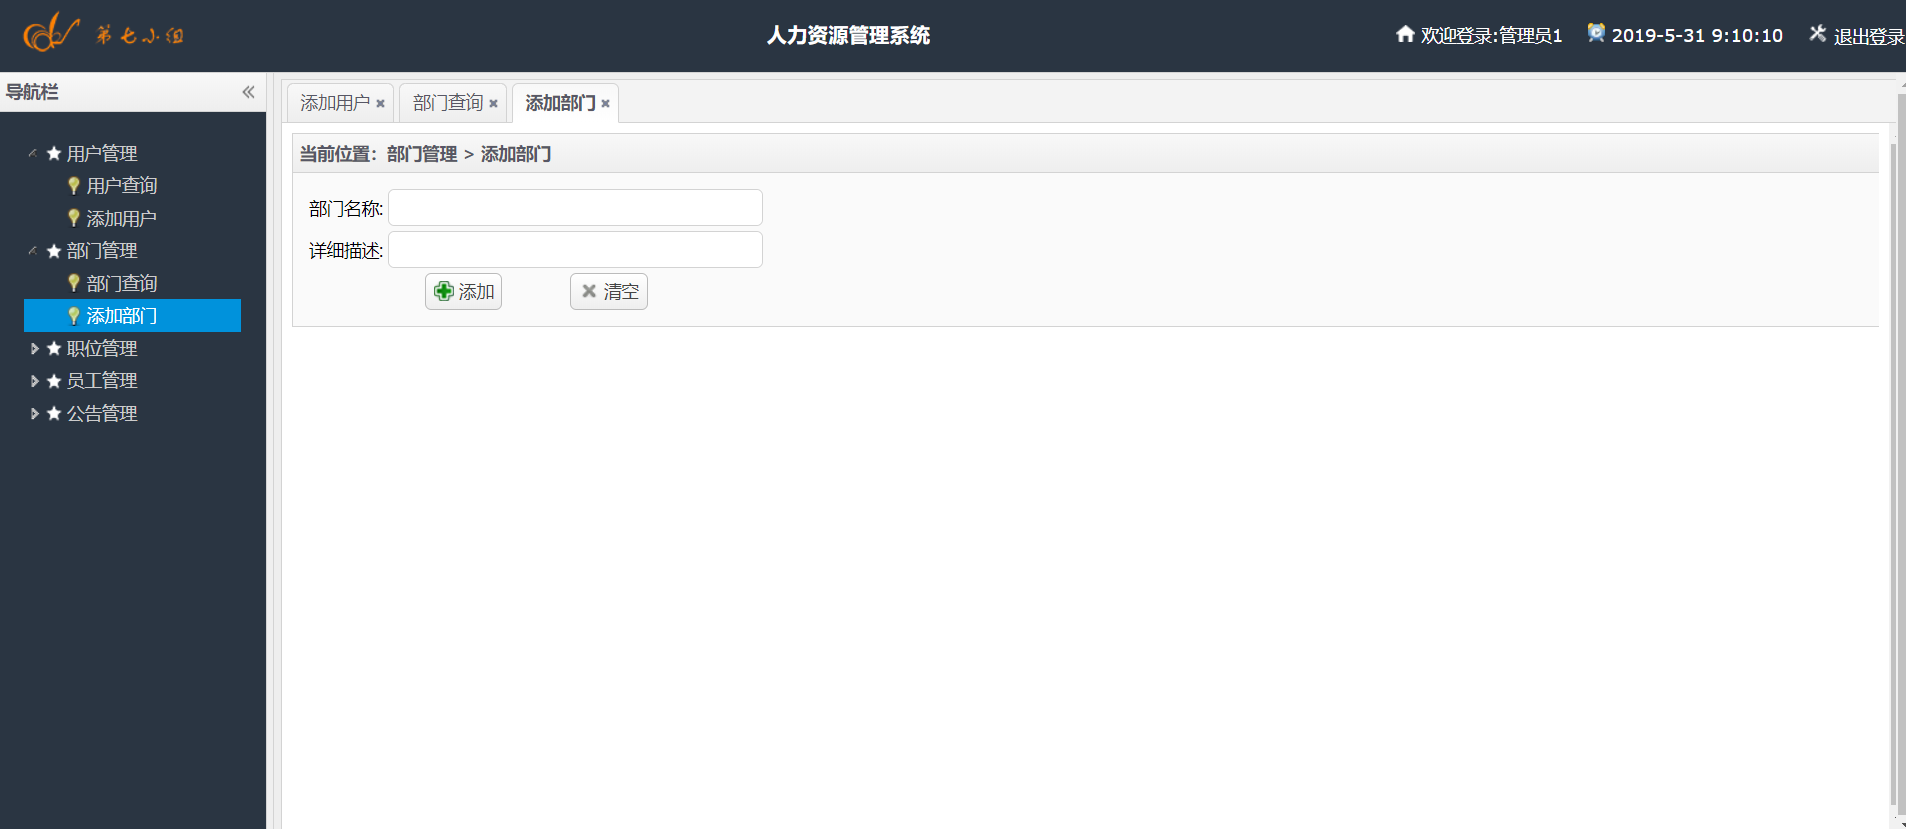 第七小组
人力资源管理系统
欢迎登录:管理员1
2019-5-31 9:10:10
退出登录
导航栏
用户管理
用户查询
添加用户
部门管理
部门查询
添加部门
职位管理
员工管理
公告管理
添加用户
部门查询
添加部门
当前位置：部门管理 > 添加部门
部门名称:
详细描述:
添加
清空